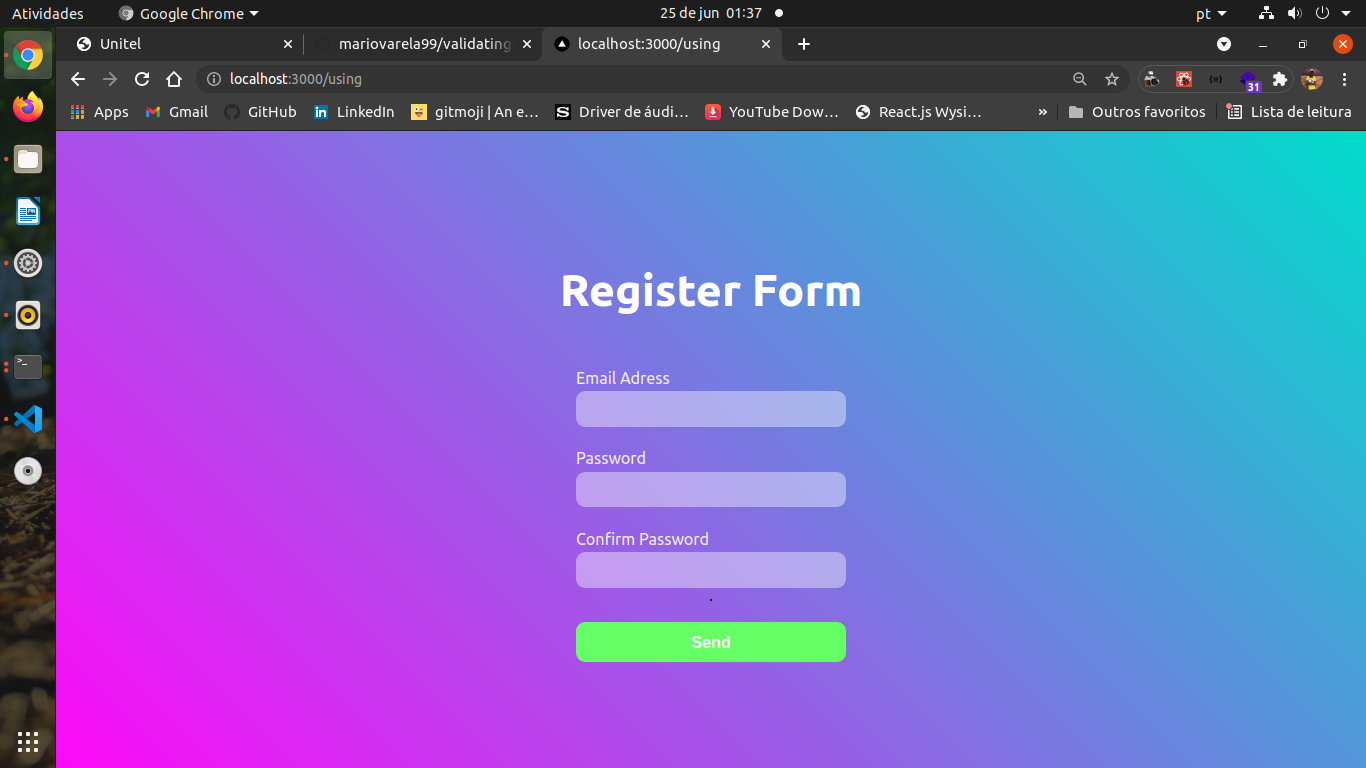 Atividades Google Chrome 25 de jun 01:37 pt
Unitel mariovarela99/validating localhost:3000/using
localhost:3000/using 31
Apps Gmail GitHub LinkedIn gitmoji | An e… Driver de áudi… YouTube Dow… React.js Wysi… » Outros favoritos Lista de leitura
Register Form
Email Adress
Password
Confirm Password
.
Send